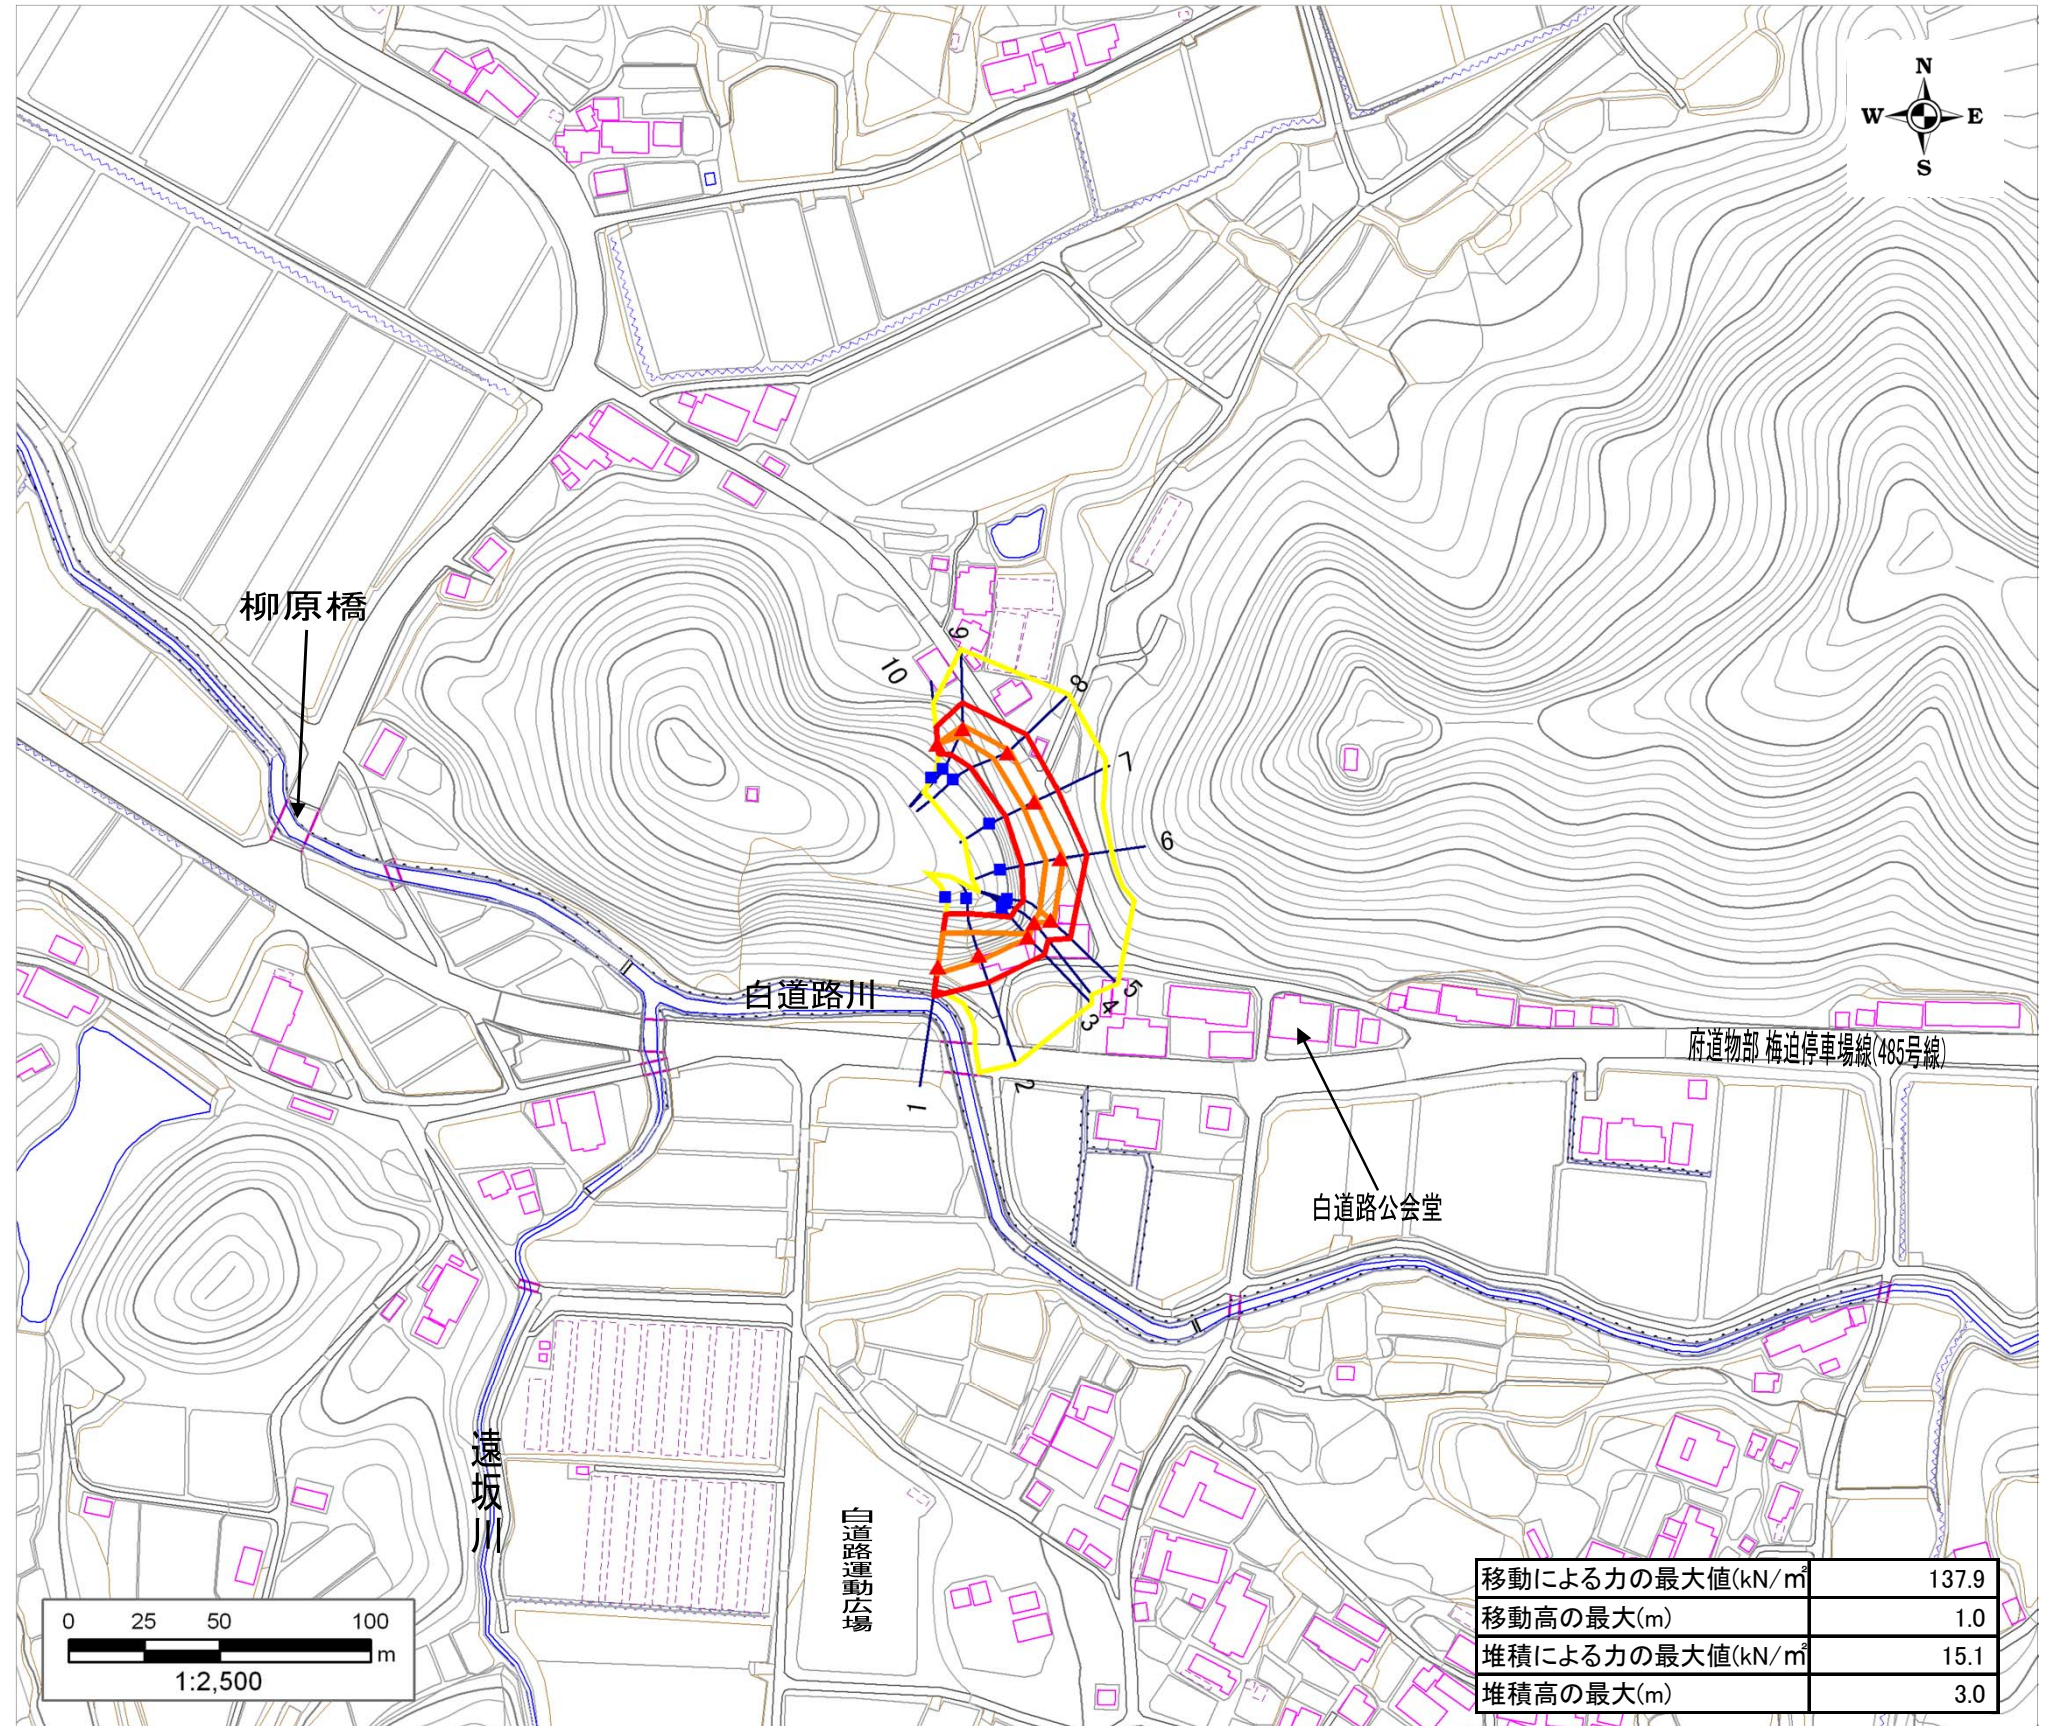 N
W E
S
柳原橋
10
9
8
7
6
5
4
3
2
1
白道路川
府道物部 梅迫停車場線(485号線)
白道路公会堂
遠坂川
白道路運動広場
0 25 50 100
m
1:2,500
移動による力の最大値(kN/㎡ 137.9
移動高の最大(m) 1.0
堆積による力の最大値(kN/㎡ 15.1
堆積高の最大(m) 3.0